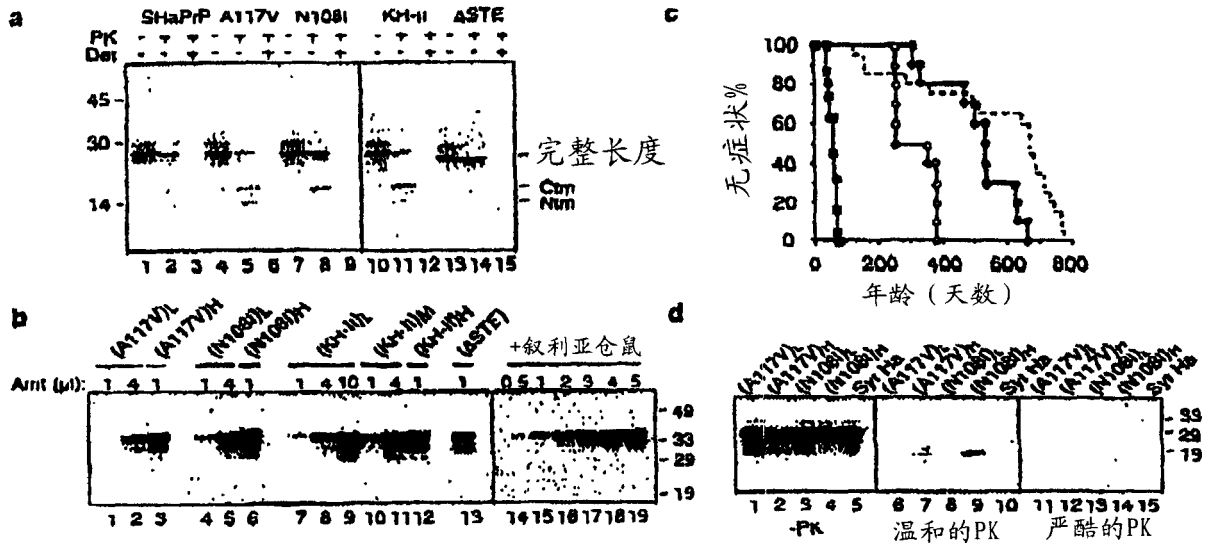 a
SHaPrP A117V N108I KH-II ΔSTE
PK - + + - + + - + + - + + - + +
Det - - + - - + - - + - - + - - +
45
30
14
完整长度
Ctm
Ntm
1 2 3 4 5 6 7 8 9 10 11 12 13 14 15
b
(A117V)L (A117V)H (N108I)L (N108I)H (KH-II)L (KH-II)M (KH-II)H (ΔSTE)
+叙利亚仓鼠
Amt (μl): 1 4 1 1 4 1 1 4 10 1 4 1 1 0.5 1 2 3 4 5
49
33
29
19
1 2 3 4 5 6 7 8 9 10 11 12 13 14 15 16 17 18 19
c
无症状%
100
80
60
40
20
0
0 200 400 600 800
年龄（天数）
d
(A117V)L (A117V)H (N108I)L (N108I)H Syr Ha (A117V)L (A117V)H (N108I)L (N108I)H Syr Ha (A117V)L (A117V)H (N108I)L (N108I)H Syr Ha
33
29
19
1 2 3 4 5 6 7 8 9 10 11 12 13 14 15
-PK 温和的PK 严酷的PK